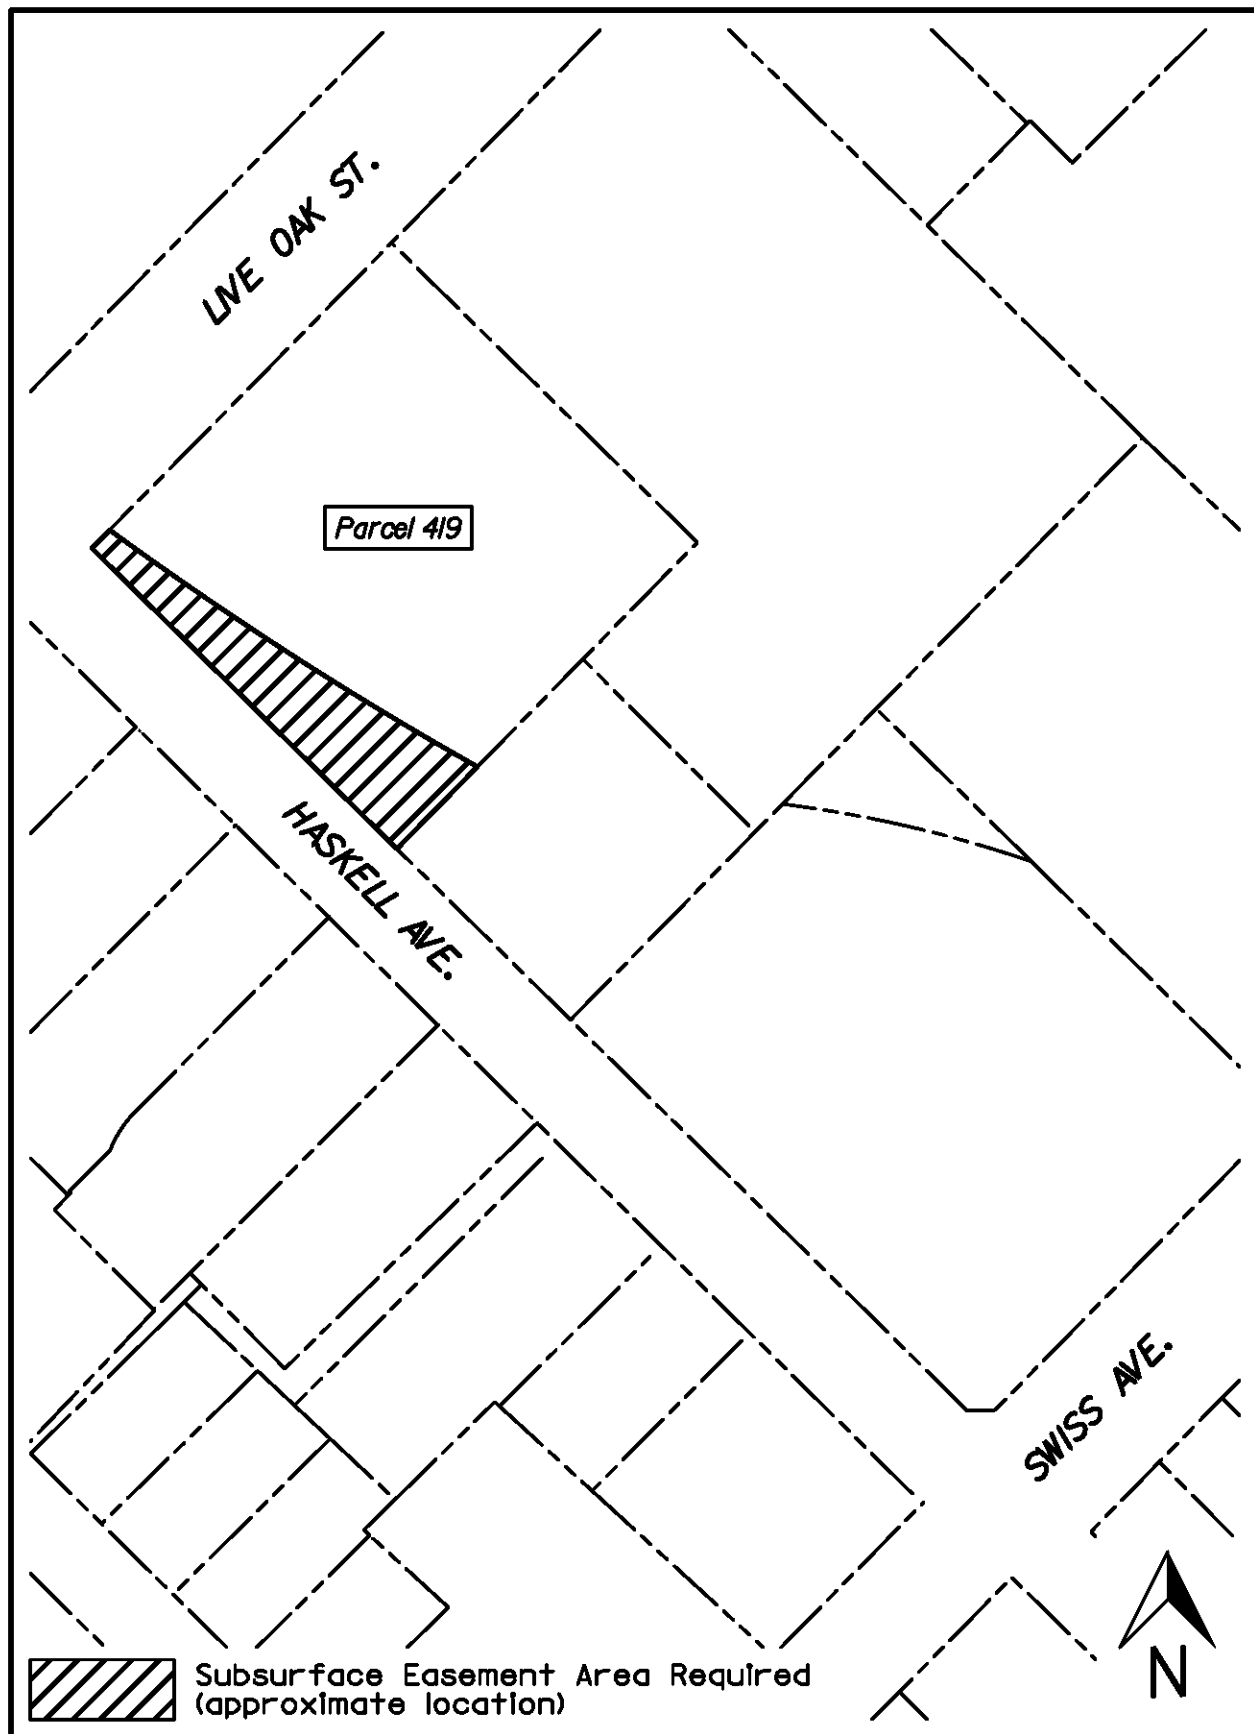 LIVE OAK ST.
Parcel 419
HASKELL AVE.
SWISS AVE.
N
Subsurface Easement Area Required
(approximate location)